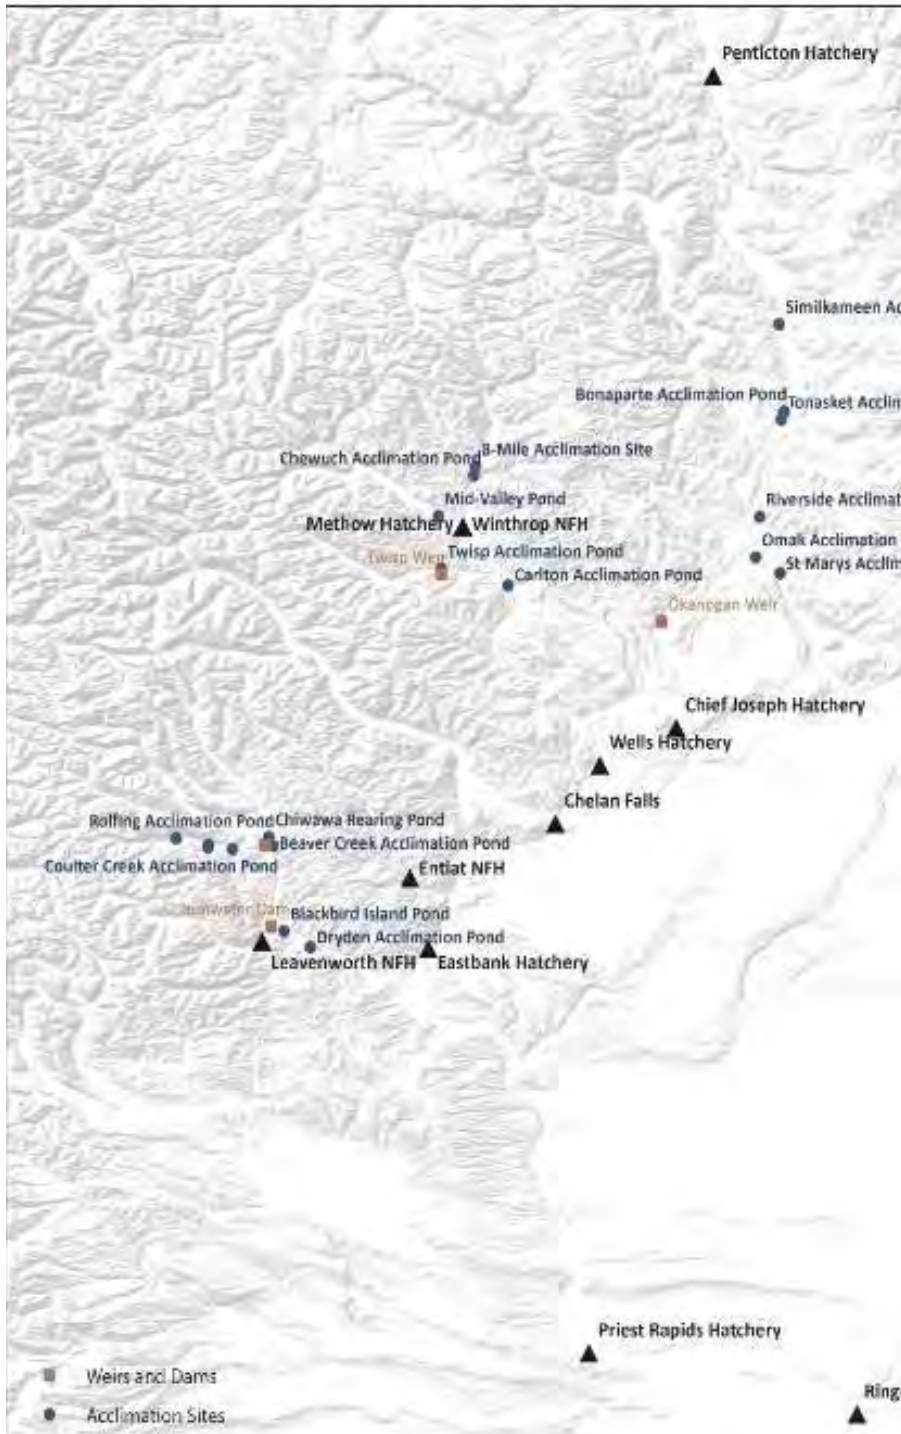 Penticton Hatchery
Similkameen Ac
Bonaparte Acclimation Pond
Tonasket Acclim
8-Mile Acclimation Site
Chewuch Acclimation Pond
Mid-Valley Pond
Riverside Acclimat
Methow Hatchery
Winthrop NFH
Omak Acclimation
Twisp Weir
Twisp Acclimation Pond
St Marys Acclim
Carlton Acclimation Pond
Okanogan Weir
Chief Joseph Hatchery
Wells Hatchery
Chelan Falls
Rolfing Acclimation Pond
Chiwawa Rearing Pond
Beaver Creek Acclimation Pond
Coulter Creek Acclimation Pond
Entiat NFH
Blackbird Island Pond
Dryden Acclimation Pond
Leavenworth NFH
Eastbank Hatchery
Priest Rapids Hatchery
Weirs and Dams
Ring
Acclimation Sites